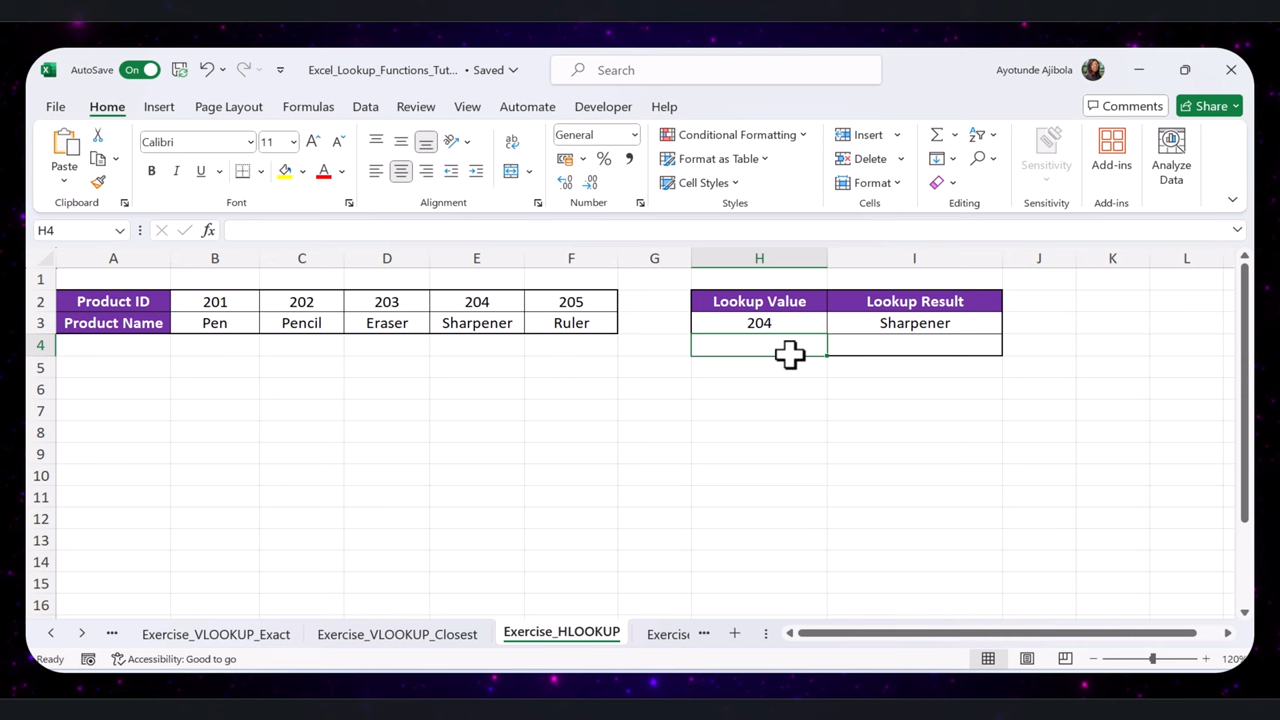 AutoSave On Excel_Lookup_Functions_Tut... • Saved Search Ayotunde Ajibola
File Home Insert Page Layout Formulas Data Review View Automate Developer Help Comments Share
Calibri 11 General Conditional Formatting Insert
Format as Table Delete
Paste Cell Styles Format Sensitivity Add-ins Analyze Data
Clipboard Font Alignment Number Styles Cells Editing Sensitivity Add-ins
H4 fx
A B C D E F G H I J K L
1
2 Product ID 201 202 203 204 205 Lookup Value Lookup Result
3 Product Name Pen Pencil Eraser Sharpener Ruler 204 Sharpener
4
5
6
7
8
9
10
11
12
13
14
15
16
Exercise_VLOOKUP_Exact Exercise_VLOOKUP_Closest Exercise_HLOOKUP Exercise
Ready Accessibility: Good to go 120%